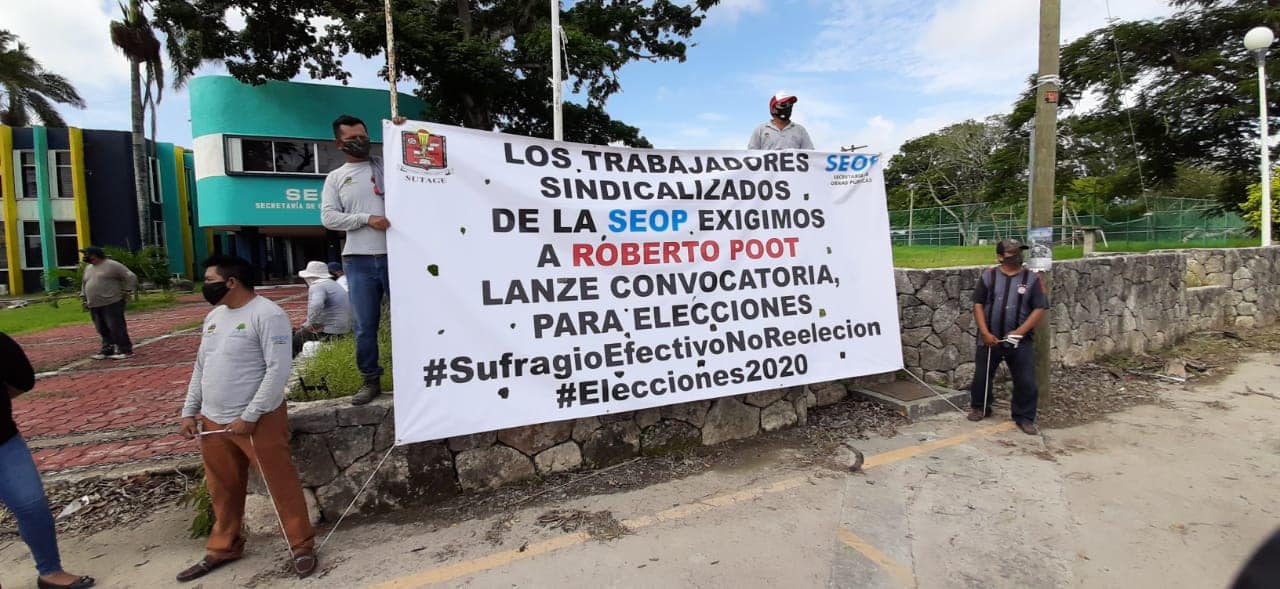 SE
SECRETARÍA DE
SUTAGE
LOS TRABAJADORES
SINDICALIZADOS
DE LA SEOP EXIGIMOS
A ROBERTO POOT
LANZE CONVOCATORIA,
PARA ELECCIONES
#SufragioEfectivoNoReeleccion
#Elecciones2020
SEOP
SECRETARÍA DE
OBRAS PÚBLICAS